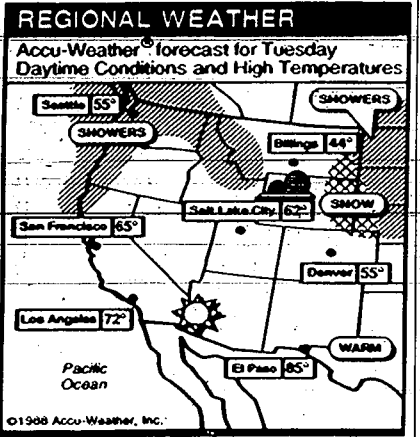 REGIONAL WEATHER
Accu-Weather® forecast for Tuesday
Daytime Conditions and High Temperatures
Seattle 55°
SHOWERS
SHOWERS
Billings 44°
San Francisco 65°
Salt Lake City 62°
SNOW
Denver 55°
Los Angeles 72°
WARM
El Paso 85°
Pacific
Ocean
©1988 Accu-Weather, Inc.